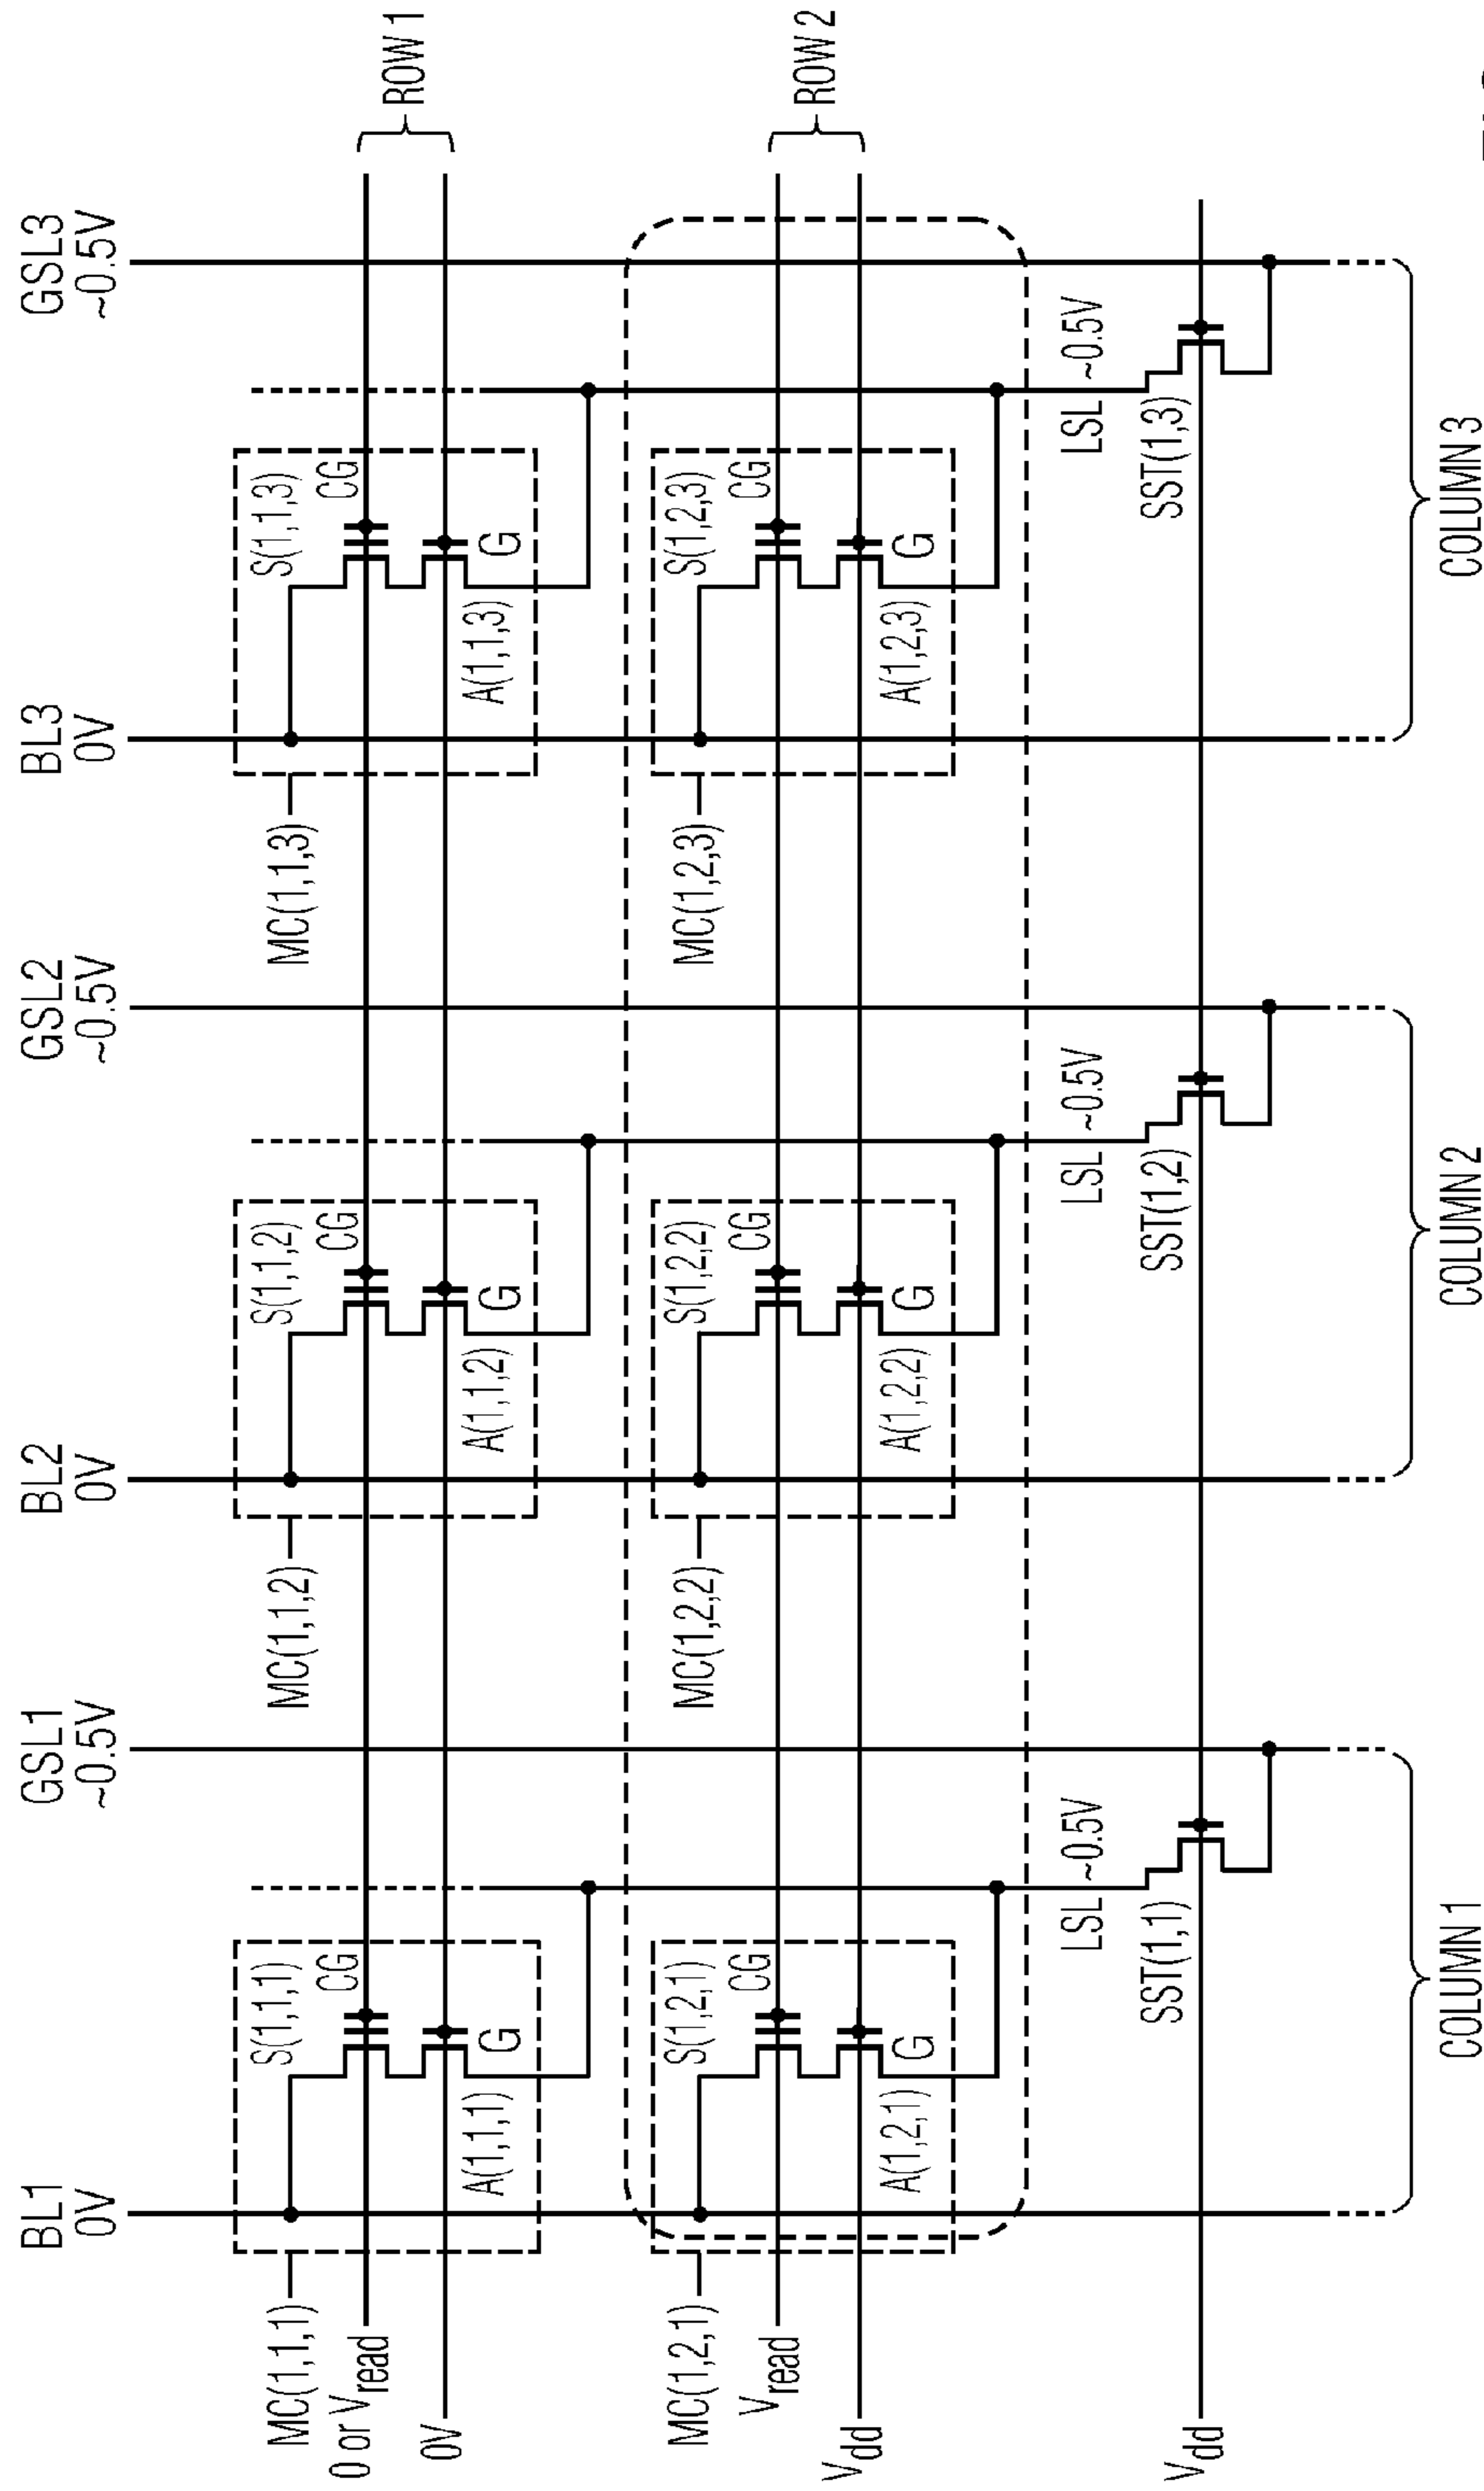 BL1 GSL1 BL2 GSL2 BL3 GSL3
0V ~0.5V 0V ~0.5V 0V ~0.5V
MC(1,1,1) S(1,1,1) MC(1,1,2) S(1,1,2) MC(1,1,3) S(1,1,3)
0 or Vread CG CG CG
ROW 1
0V A(1,1,1) G A(1,1,2) G A(1,1,3) G
MC(1,2,1) S(1,2,1) MC(1,2,2) S(1,2,2) MC(1,2,3) S(1,2,3)
Vread CG CG CG
ROW 2
Vdd A(1,2,1) G A(1,2,2) G A(1,2,3) G
LSL ~0.5V LSL ~0.5V LSL ~0.5V
SST(1,1) SST(1,2) SST(1,3)
Vdd
COLUMN 1 COLUMN 2 COLUMN 3